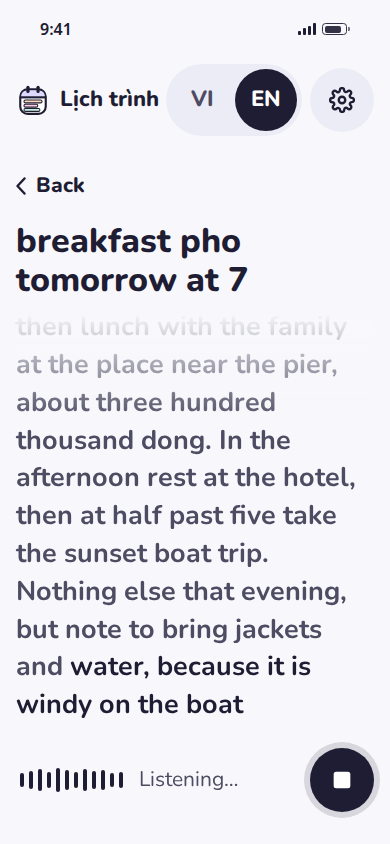 9:41
Lịch trình
VI
EN
Back
breakfast pho
tomorrow at 7
then lunch with the family
at the place near the pier,
about three hundred
thousand dong. In the
afternoon rest at the hotel,
then at half past five take
the sunset boat trip.
Nothing else that evening,
but note to bring jackets
and water, because it is
windy on the boat
Listening...